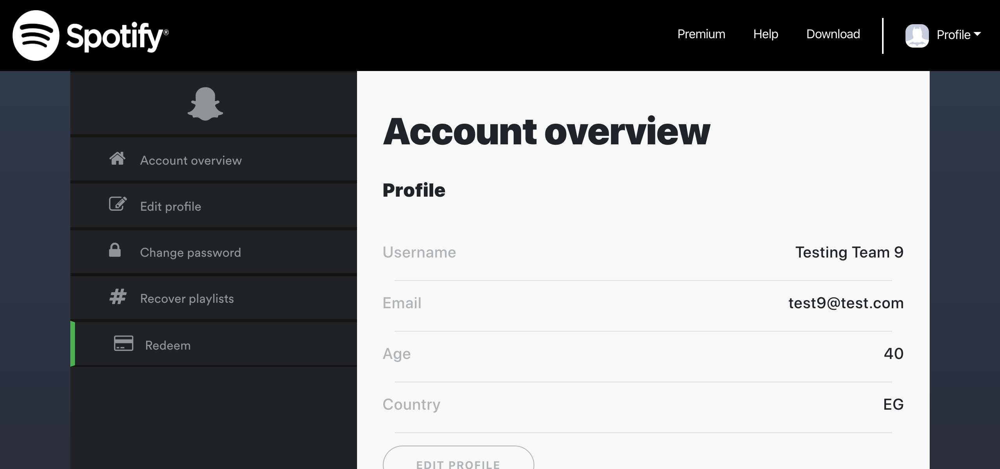 Spotify®
Premium
Help
Download
Profile
Account overview
Edit profile
Change password
Recover playlists
Redeem
Account overview
Profile
Username Testing Team 9
Email test9@test.com
Age 40
Country EG
EDIT PROFILE